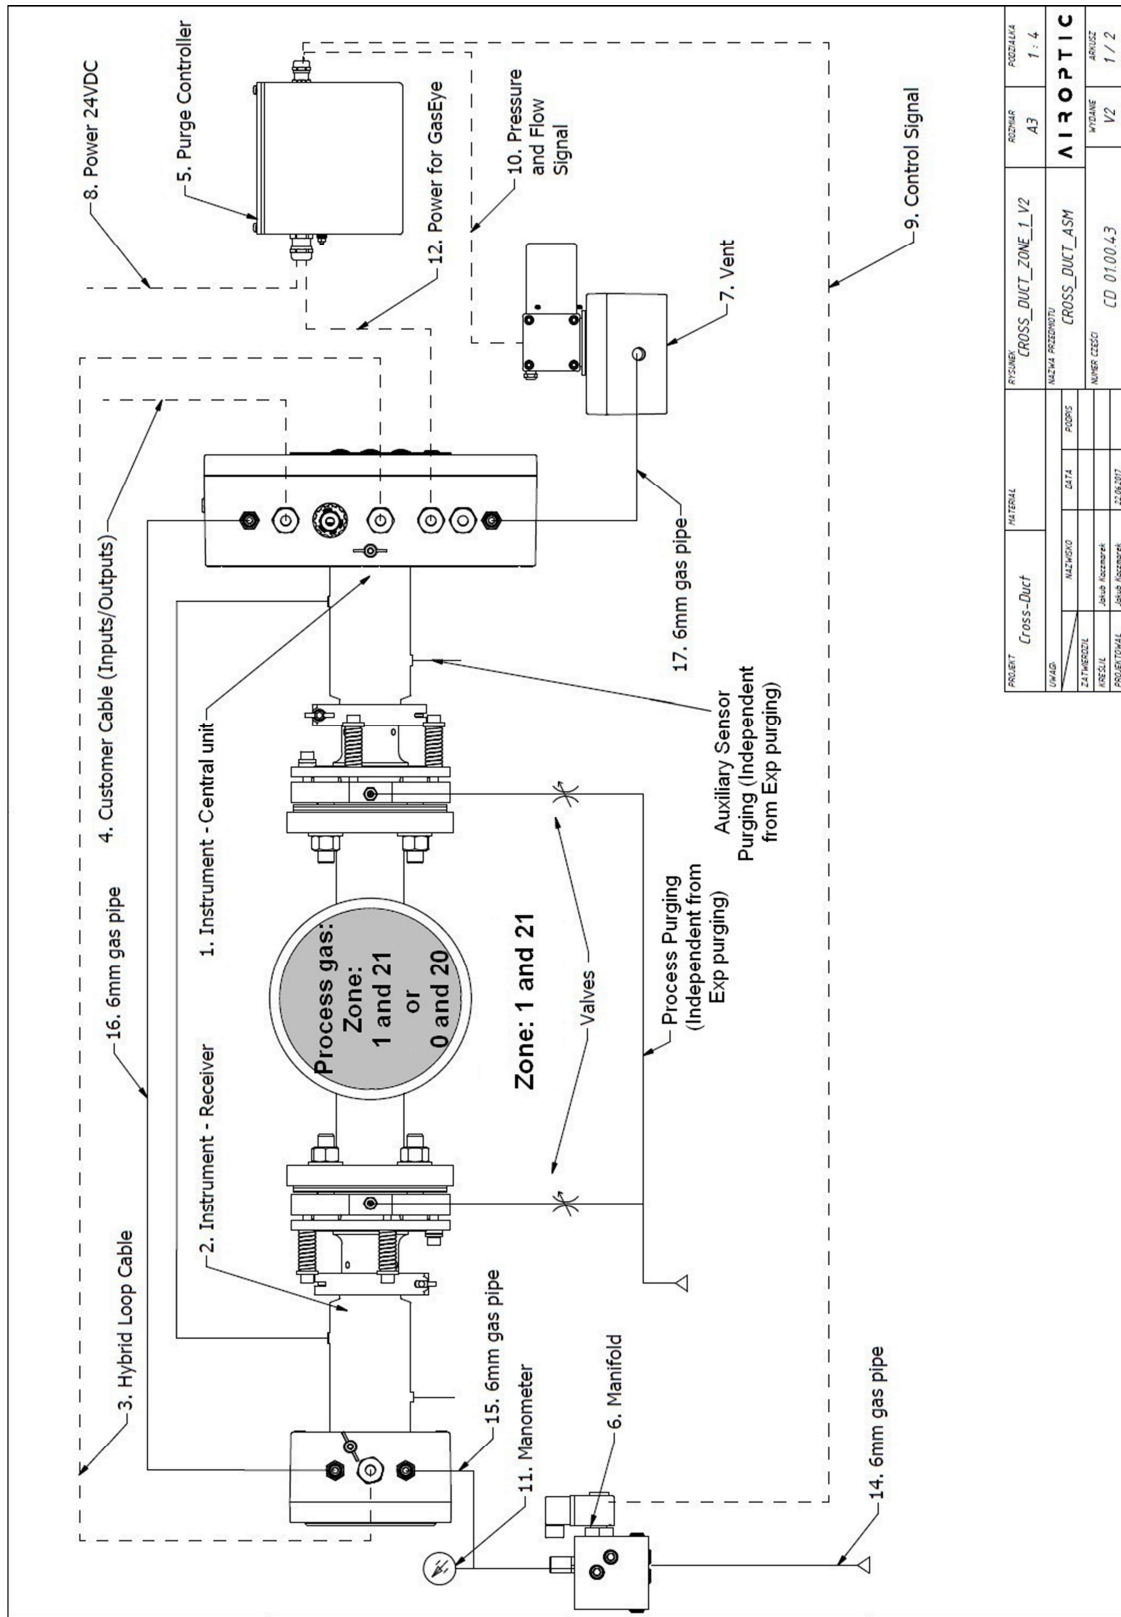 8. Power 24VDC
5. Purge Controller
12. Power for GasEye
10. Pressure
and Flow
Signal
9. Control Signal
7. Vent
4. Customer Cable (Inputs/Outputs)
17. 6mm gas pipe
1. Instrument - Central unit
Auxiliary Sensor
Purging (Independent
from Exp purging)
16. 6mm gas pipe
Process gas:
Zone:
1 and 21
or
0 and 20
Zone: 1 and 21
Valves
Process Purging
(Independent from
Exp purging)
2. Instrument - Receiver
3. Hybrid Loop Cable
15. 6mm gas pipe
11. Manometer
6. Manifold
14. 6mm gas pipe
PROJEKT
Cross-Duct
MATERIAL
RYSUNEK
CROSS_DUCT_ZONE_1_V2
ROZMIAR
A3
PODZIAŁKA
1 : 4
UWAGI:
NAZWA PRZEDMIOTU
CROSS_DUCT_ASM
AIROPTIC
NAZWISKO
DATA
PODPIS
ZATWIERDZIŁ
KREŚLIŁ
Jakub Kaczmarek
PROJEKTOWAŁ
Jakub Kaczmarek
22.06.2017
NUMER CZĘŚCI
CD 01.00.43
WYDANIE
V2
ARKUSZ
1 / 2